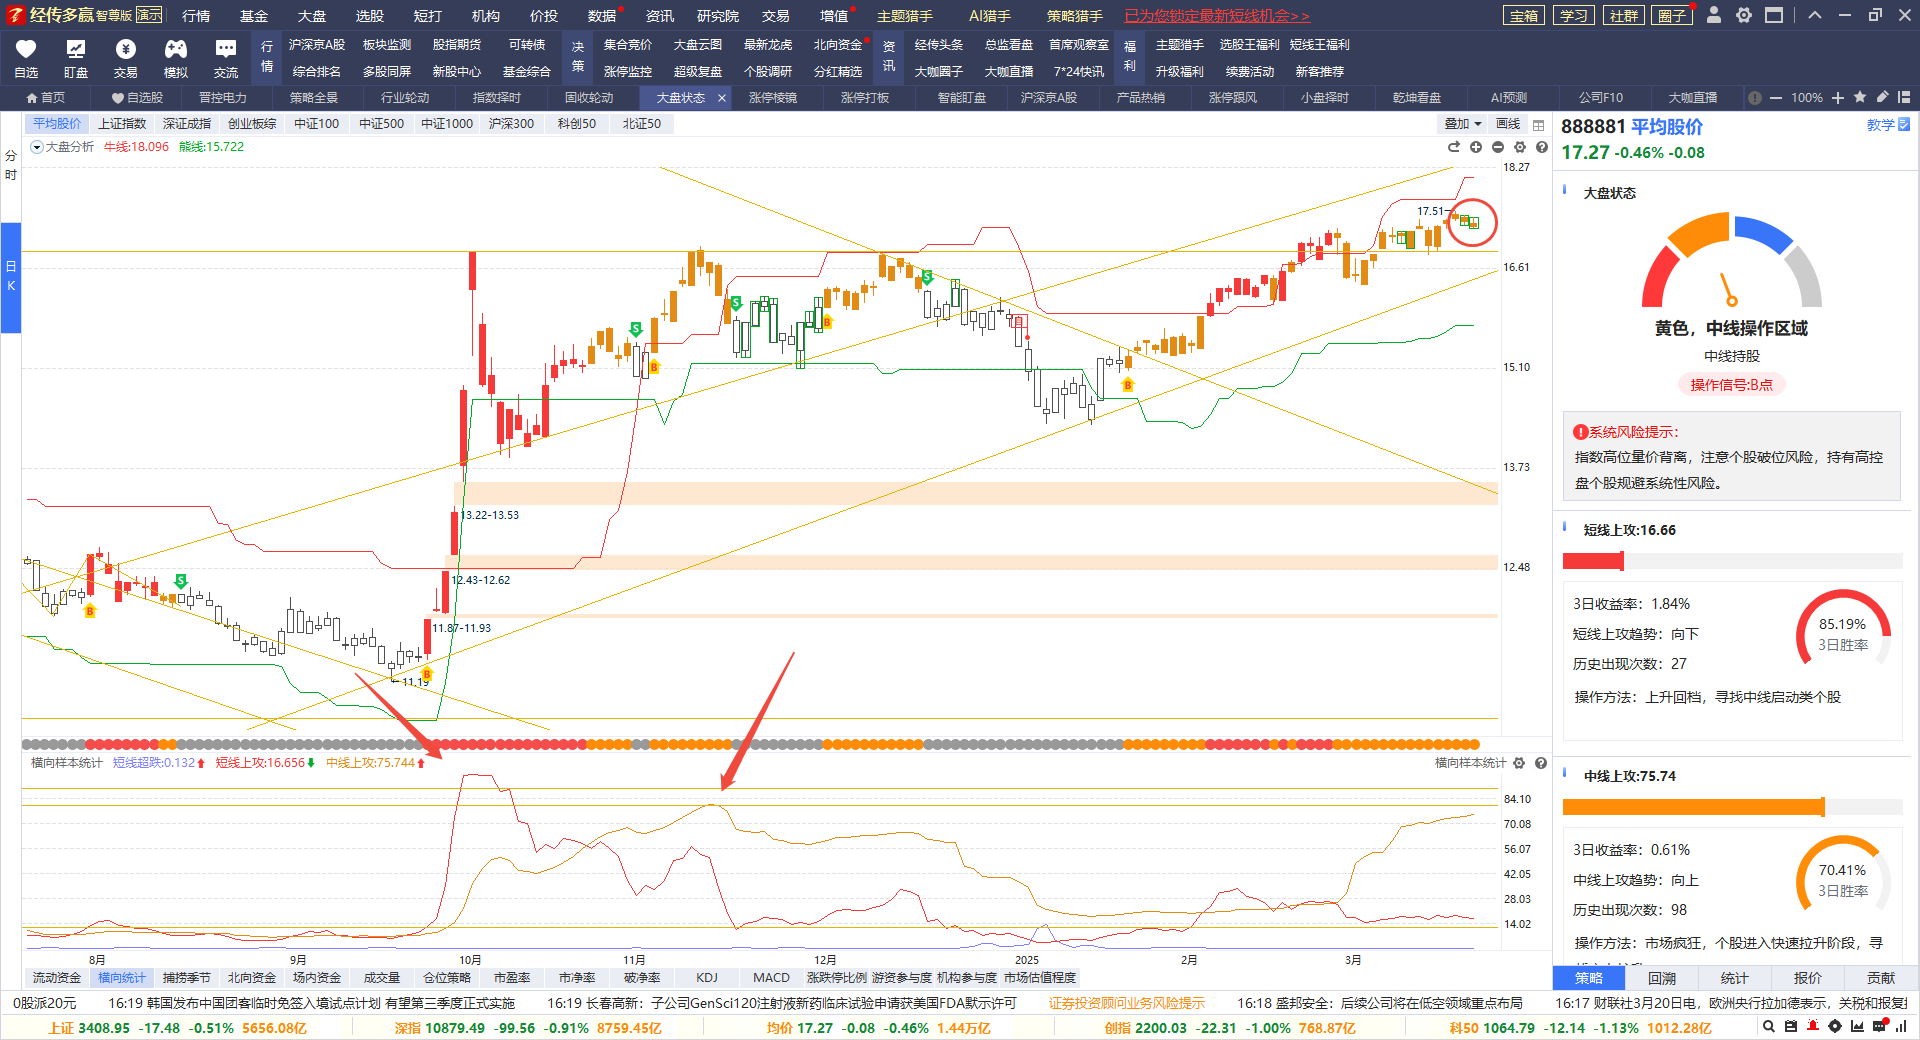 经传多赢 智尊版 演示 行情 基金 大盘 选股 短打 机构 价投 数据 资讯 研究院 交易 增值 主题猎手 AI猎手 策略猎手 已为您锁定最新短线机会>> 宝箱 学习 社群 圈子
沪深京A股 板块监测 股指期货 可转债 集合竞价 大盘云图 最新龙虎 北向资金 经传头条 总监看盘 首席观察室 主题猎手 选股王福利 短线王福利
自选 盯盘 交易 模拟 交流 行情 决策 资讯 福利
综合排名 多股同屏 新股中心 基金综合 涨停监控 超级复盘 个股调研 分红精选 大咖圈子 大咖直播 7*24快讯 升级福利 续费活动 新客推荐
首页 自选股 晋控电力 策略全景 行业轮动 指数择时 国收轮动 大盘状态 × 涨停棱镜 涨停打板 智能盯盘 沪深京A股 产品热销 涨停跟风 小盘择时 乾坤看盘 AI预测 公司F10 大咖直播 100%
分时
日K
平均股价 上证指数 深证成指 创业板综 中证100 中证500 中证1000 沪深300 科创50 北证50 叠加 画线
大盘分析 牛线:18.096 熊线:15.722
18.27
17.51
16.61
15.10
13.73
12.48
13.22-13.53
12.43-12.62
11.87-11.93
11.19
S
S
S
S
B
B
B
B
B
自
横向样本统计 短线超跌:0.132 短线上攻:16.656 中线上攻:75.744 横向样本统计
84.10
70.08
56.07
42.05
28.03
14.02
8月 9月 10月 11月 12月 2025 2月 3月
流动资金 横向统计 捕捞季节 北向资金 场内资金 成交量 仓位策略 市盈率 市净率 破净率 KDJ MACD 涨跌停比例 游资参与度 机构参与度 市场估值程度
888881 平均股价 教学
17.27 -0.46% -0.08
大盘状态
黄色，中线操作区域
中线持股
操作信号:B点
系统风险提示：
指数高位量价背离，注意个股破位风险，持有高控
盘个股规避系统性风险。
短线上攻:16.66
3日收益率：1.84%
短线上攻趋势：向下
历史出现次数：27
85.19%
3日胜率
操作方法：上升回档，寻找中线启动类个股
中线上攻:75.74
3日收益率：0.61%
中线上攻趋势：向上
历史出现次数：98
70.41%
3日胜率
操作方法：市场疯狂，个股进入快速拉升阶段，寻
策略 回溯 统计 报价 贡献
0股派20元 16:19 韩国发布中国团客临时免签入境试点计划 有望第三季度正式实施 16:19 长春高新：子公司GenSci120注射液新药临床试验申请获美国FDA默示许可 证券投资顾问业务风险提示 16:18 盛邦安全：后续公司将在低空领域重点布局 16:17 财联社3月20日电，欧洲央行拉加德表示，关税和报复
上证 3408.95 -17.48 -0.51% 5656.08亿 深指 10879.49 -99.56 -0.91% 8759.45亿 均价 17.27 -0.08 -0.46% 1.44万亿 创指 2200.03 -22.31 -1.00% 768.87亿 科50 1064.79 -12.14 -1.13% 1012.28亿